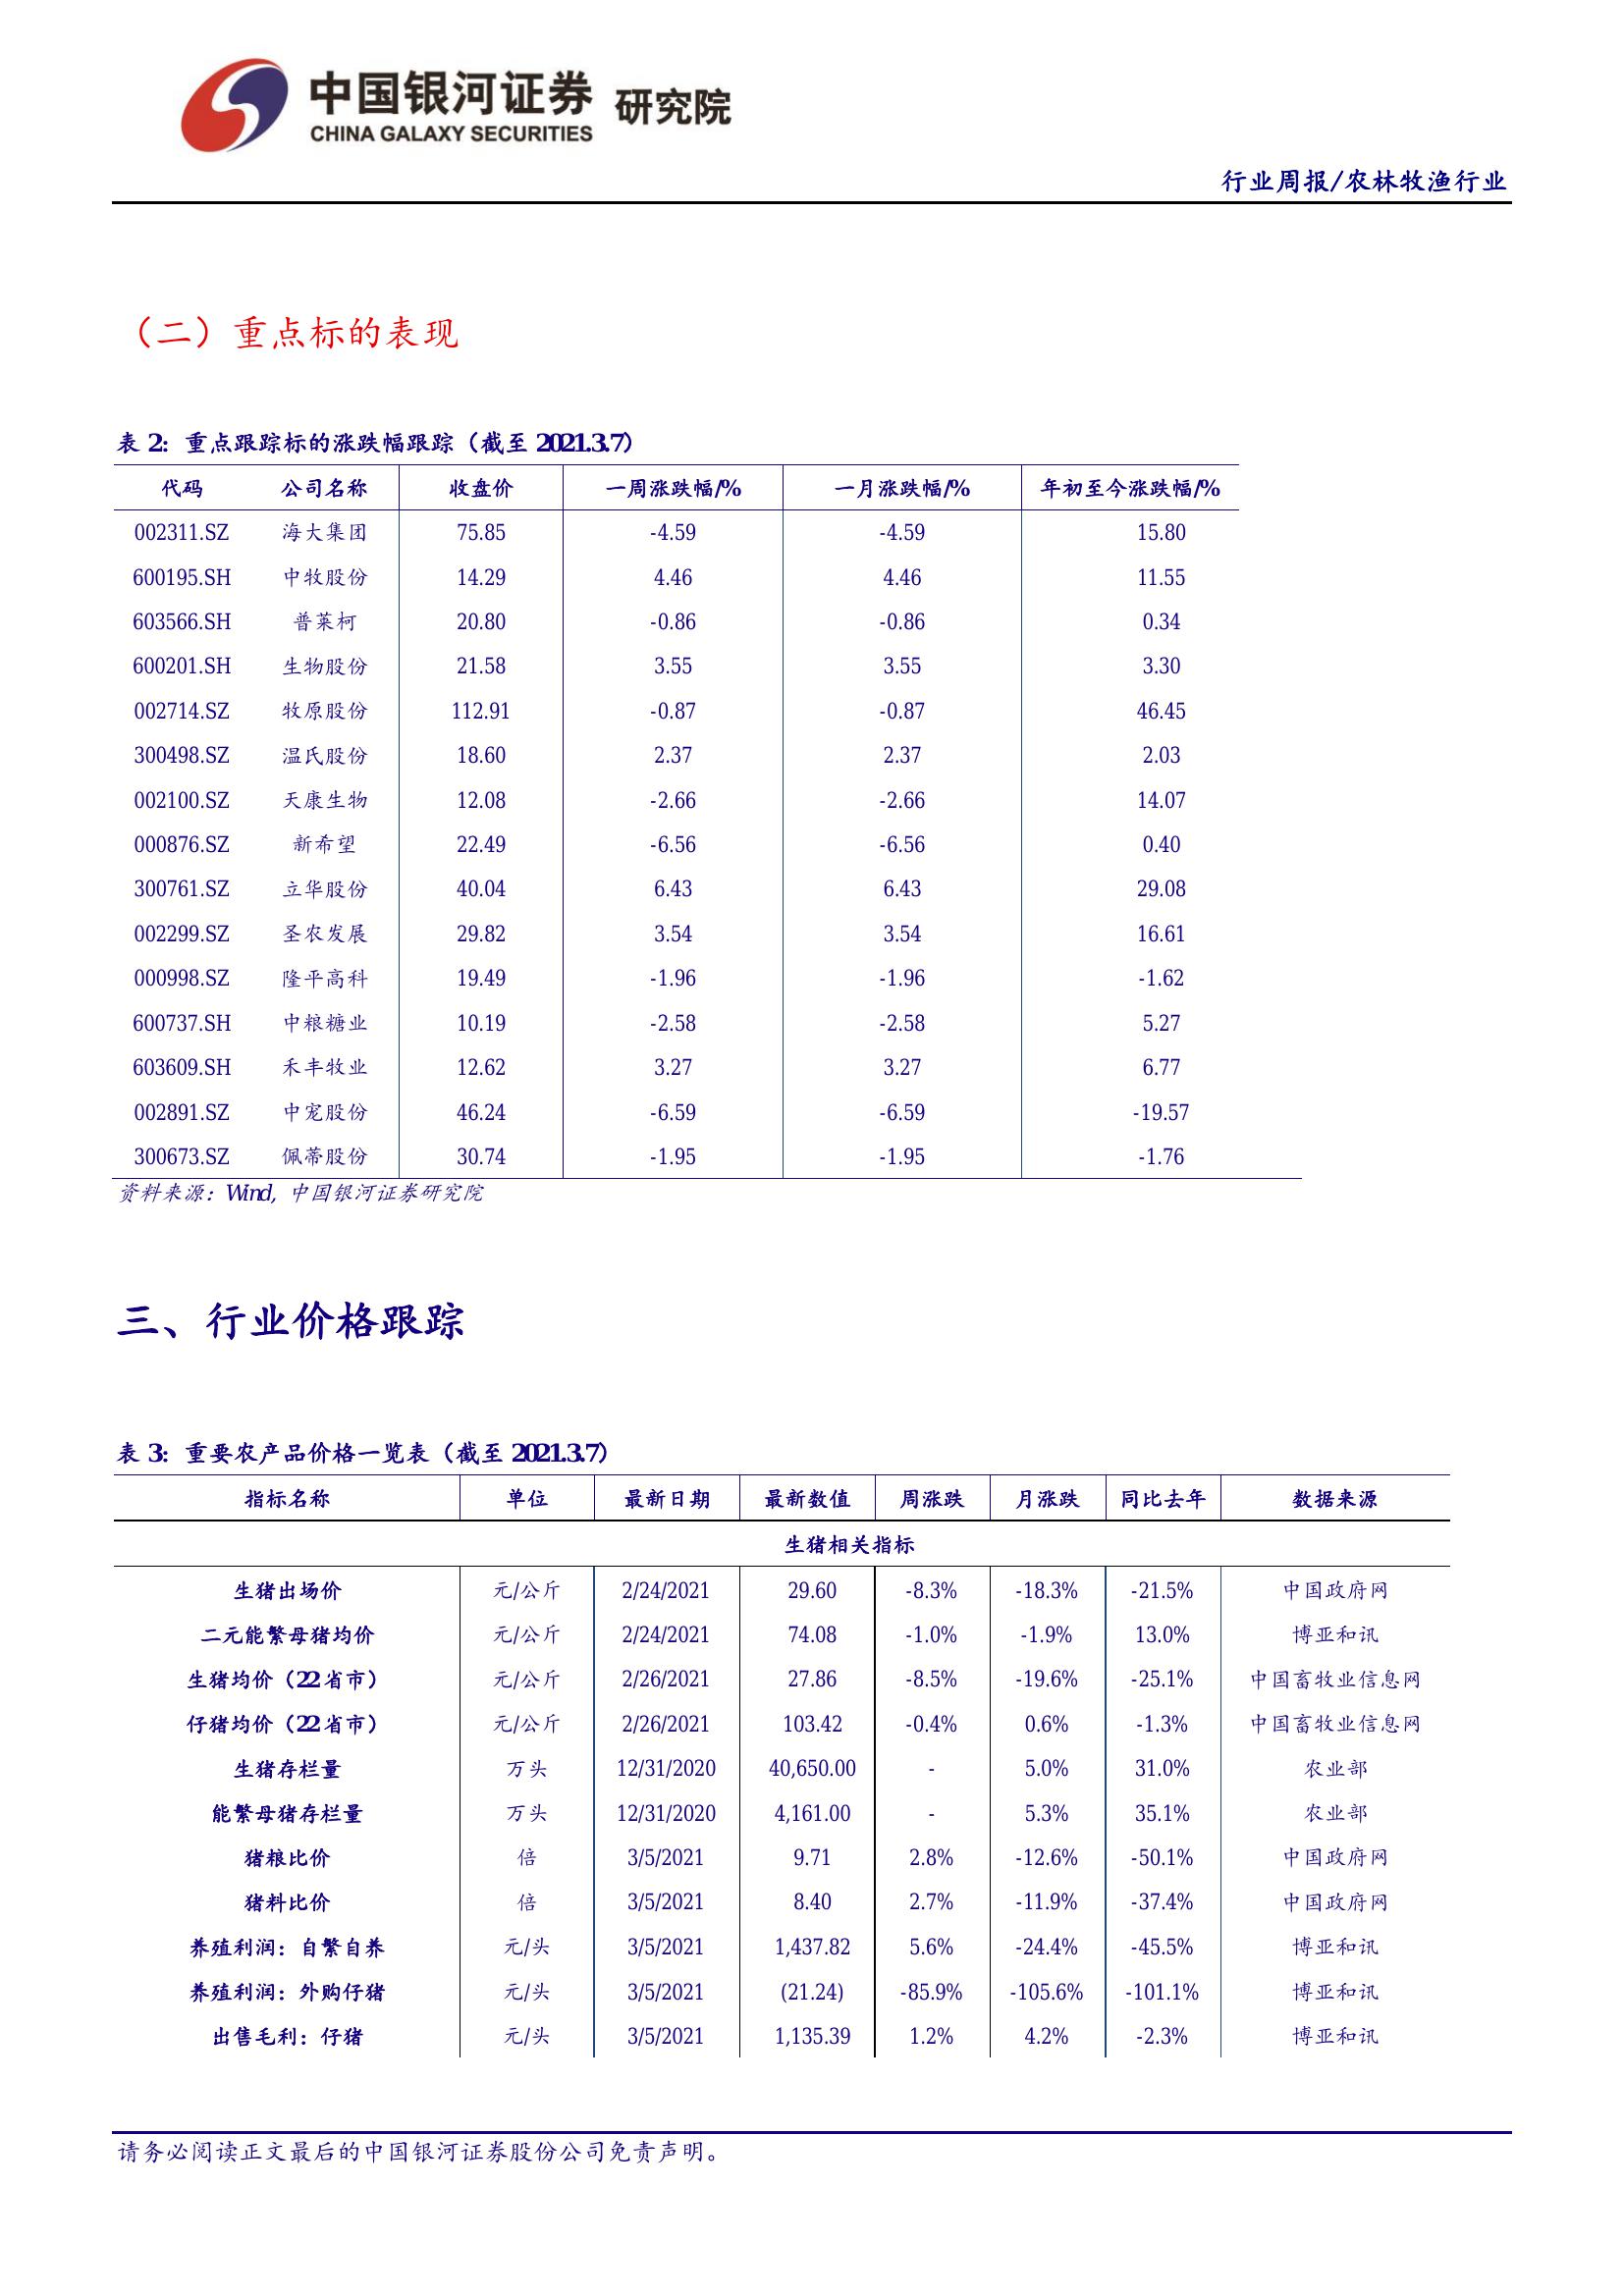 中国银河证券 研究院
CHINA GALAXY SECURITIES
行业周报/农林牧渔行业
（二）重点标的表现
表 2: 重点跟踪标的涨跌幅跟踪（截至 2021.3.7）
代码 公司名称 收盘价 一周涨跌幅/% 一月涨跌幅/% 年初至今涨跌幅/%
002311.SZ 海大集团 75.85 -4.59 -4.59 15.80
600195.SH 中牧股份 14.29 4.46 4.46 11.55
603566.SH 普莱柯 20.80 -0.86 -0.86 0.34
600201.SH 生物股份 21.58 3.55 3.55 3.30
002714.SZ 牧原股份 112.91 -0.87 -0.87 46.45
300498.SZ 温氏股份 18.60 2.37 2.37 2.03
002100.SZ 天康生物 12.08 -2.66 -2.66 14.07
000876.SZ 新希望 22.49 -6.56 -6.56 0.40
300761.SZ 立华股份 40.04 6.43 6.43 29.08
002299.SZ 圣农发展 29.82 3.54 3.54 16.61
000998.SZ 隆平高科 19.49 -1.96 -1.96 -1.62
600737.SH 中粮糖业 10.19 -2.58 -2.58 5.27
603609.SH 禾丰牧业 12.62 3.27 3.27 6.77
002891.SZ 中宠股份 46.24 -6.59 -6.59 -19.57
300673.SZ 佩蒂股份 30.74 -1.95 -1.95 -1.76
资料来源：Wind, 中国银河证券研究院
三、行业价格跟踪
表 3: 重要农产品价格一览表（截至 2021.3.7）
指标名称 单位 最新日期 最新数值 周涨跌 月涨跌 同比去年 数据来源
生猪相关指标
生猪出场价 元/公斤 2/24/2021 29.60 -8.3% -18.3% -21.5% 中国政府网
二元能繁母猪均价 元/公斤 2/24/2021 74.08 -1.0% -1.9% 13.0% 博亚和讯
生猪均价（22 省市） 元/公斤 2/26/2021 27.86 -8.5% -19.6% -25.1% 中国畜牧业信息网
仔猪均价（22 省市） 元/公斤 2/26/2021 103.42 -0.4% 0.6% -1.3% 中国畜牧业信息网
生猪存栏量 万头 12/31/2020 40,650.00 - 5.0% 31.0% 农业部
能繁母猪存栏量 万头 12/31/2020 4,161.00 - 5.3% 35.1% 农业部
猪粮比价 倍 3/5/2021 9.71 2.8% -12.6% -50.1% 中国政府网
猪料比价 倍 3/5/2021 8.40 2.7% -11.9% -37.4% 中国政府网
养殖利润：自繁自养 元/头 3/5/2021 1,437.82 5.6% -24.4% -45.5% 博亚和讯
养殖利润：外购仔猪 元/头 3/5/2021 (21.24) -85.9% -105.6% -101.1% 博亚和讯
出售毛利：仔猪 元/头 3/5/2021 1,135.39 1.2% 4.2% -2.3% 博亚和讯
请务必阅读正文最后的中国银河证券股份公司免责声明。